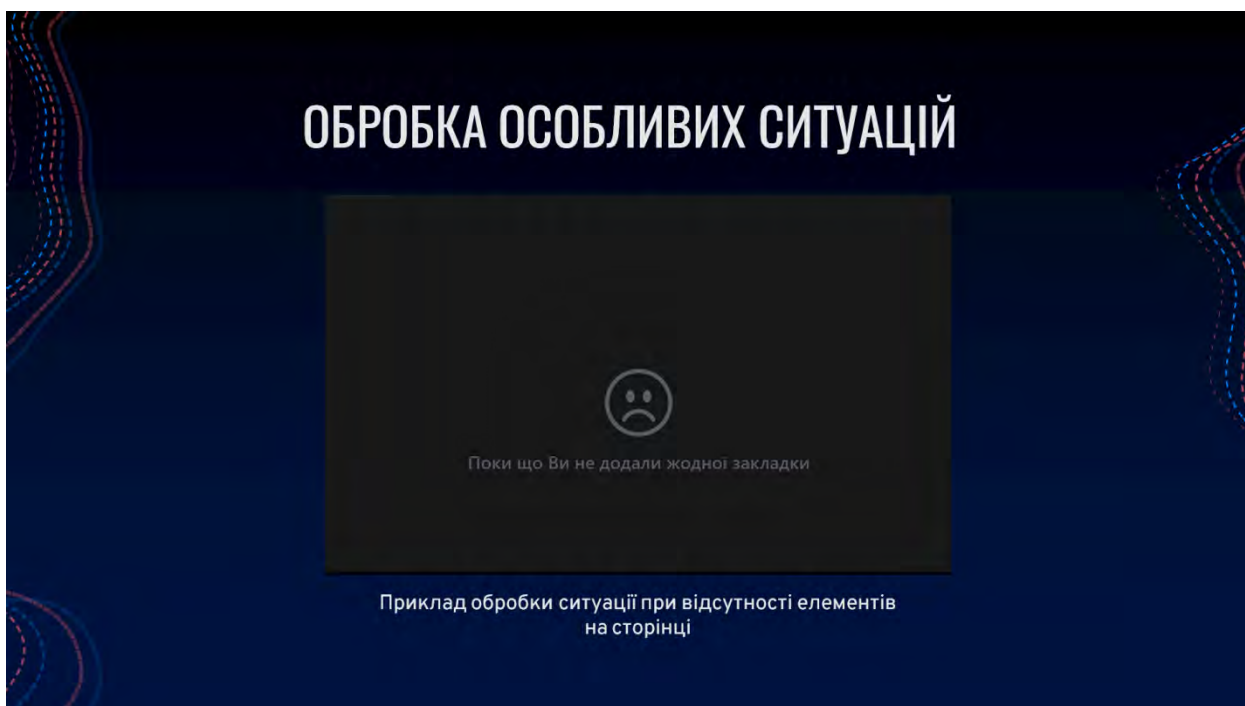 ОБРОБКА ОСОБЛИВИХ СИТУАЦІЙ
Поки що Ви не додали жодної закладки
Приклад обробки ситуації при відсутності елементів
на сторінці